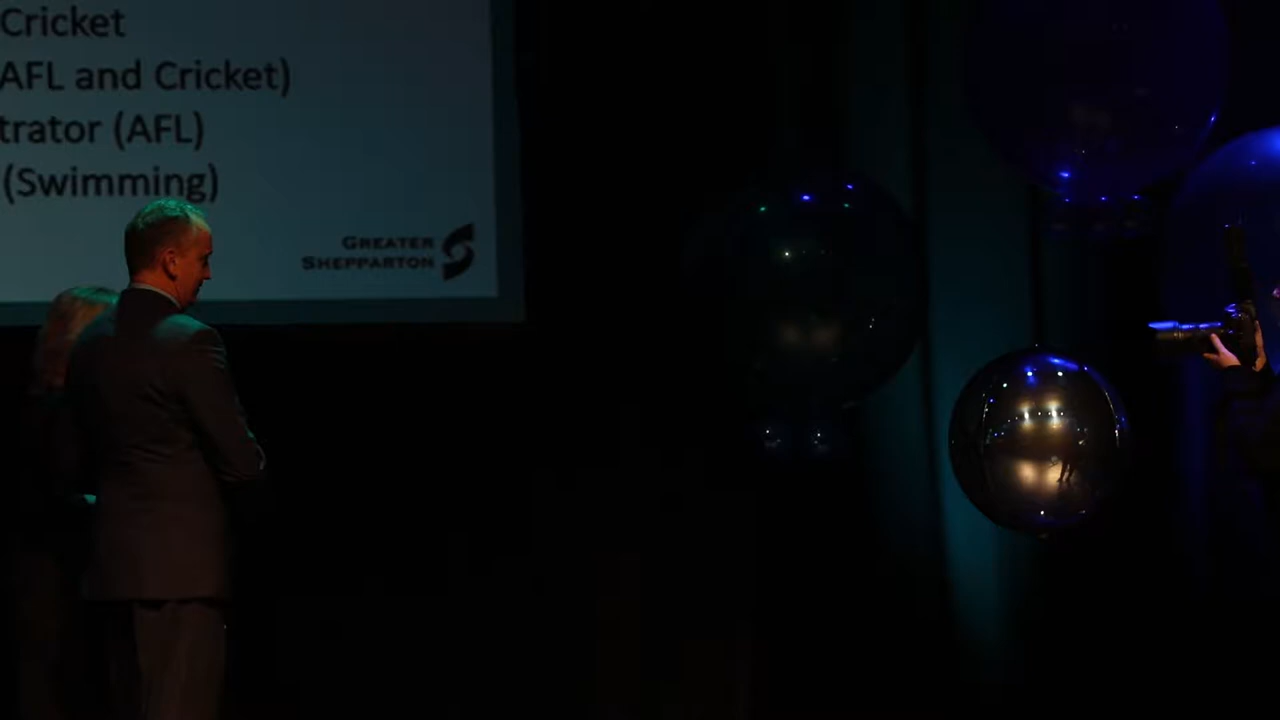 Cricket
AFL and Cricket)
trator (AFL)
(Swimming)
GREATER
SHEPPARTON